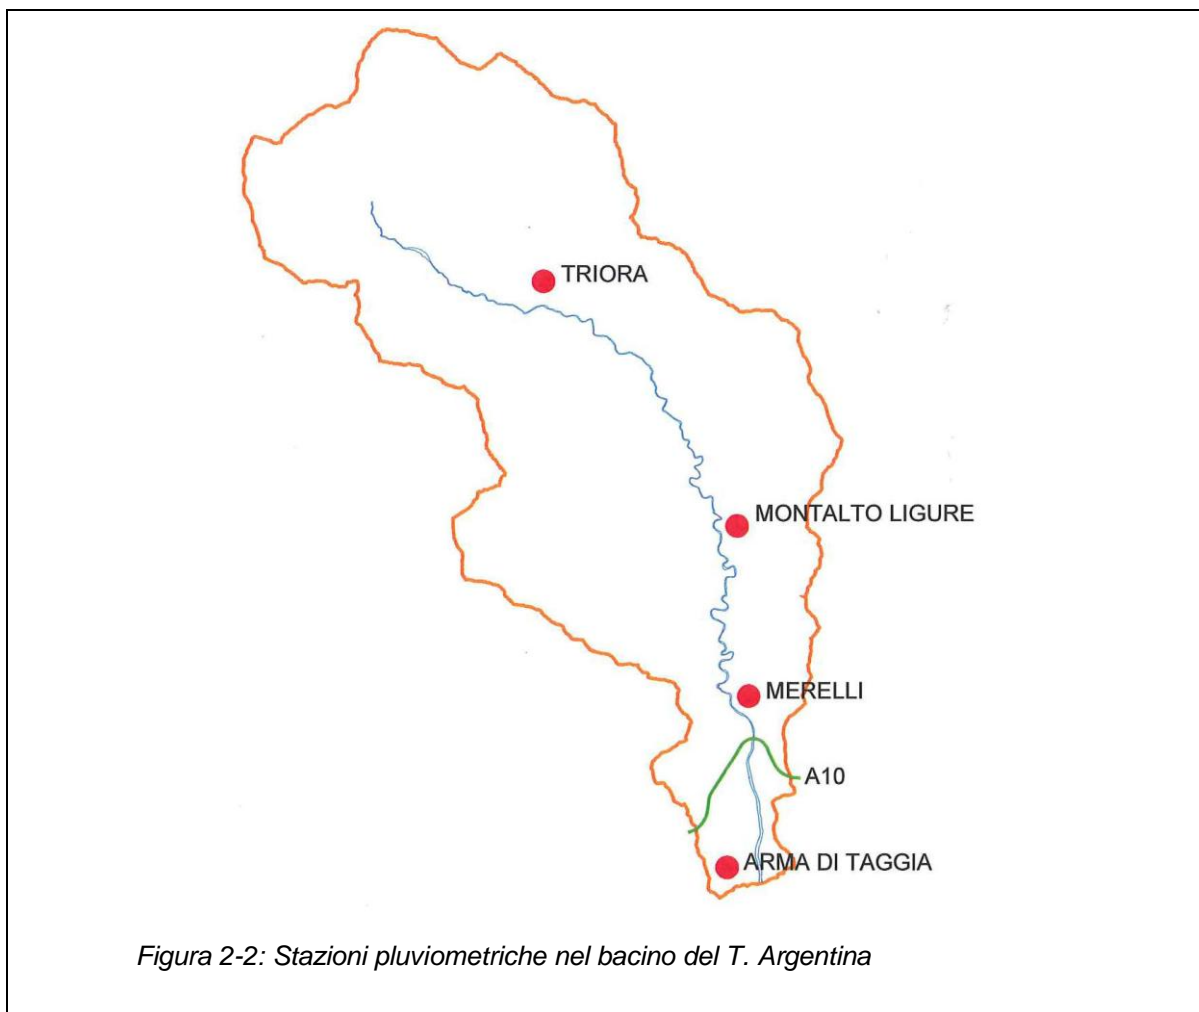 TRIORA
MONTALTO LIGURE
MERELLI
A10
ARMA DI TAGGIA
Figura 2-2: Stazioni pluviometriche nel bacino del T. Argentina